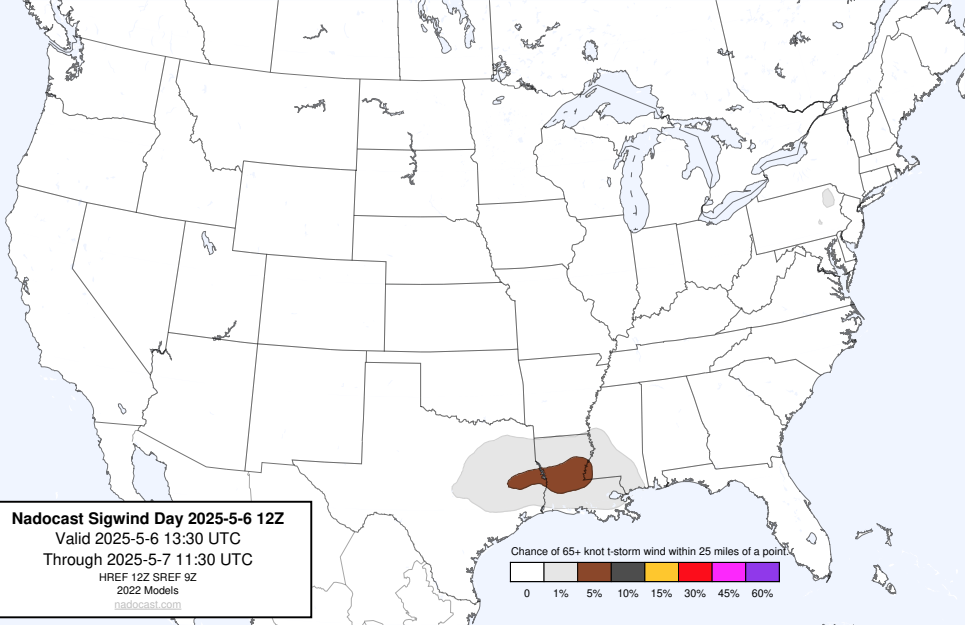 Nadocast Sigwind Day 2025-5-6 12Z
Valid 2025-5-6 13:30 UTC
Through 2025-5-7 11:30 UTC
HREF 12Z SREF 9Z
2022 Models
nadocast.com
Chance of 65+ knot t-storm wind within 25 miles of a point.
0 1% 5% 10% 15% 30% 45% 60%